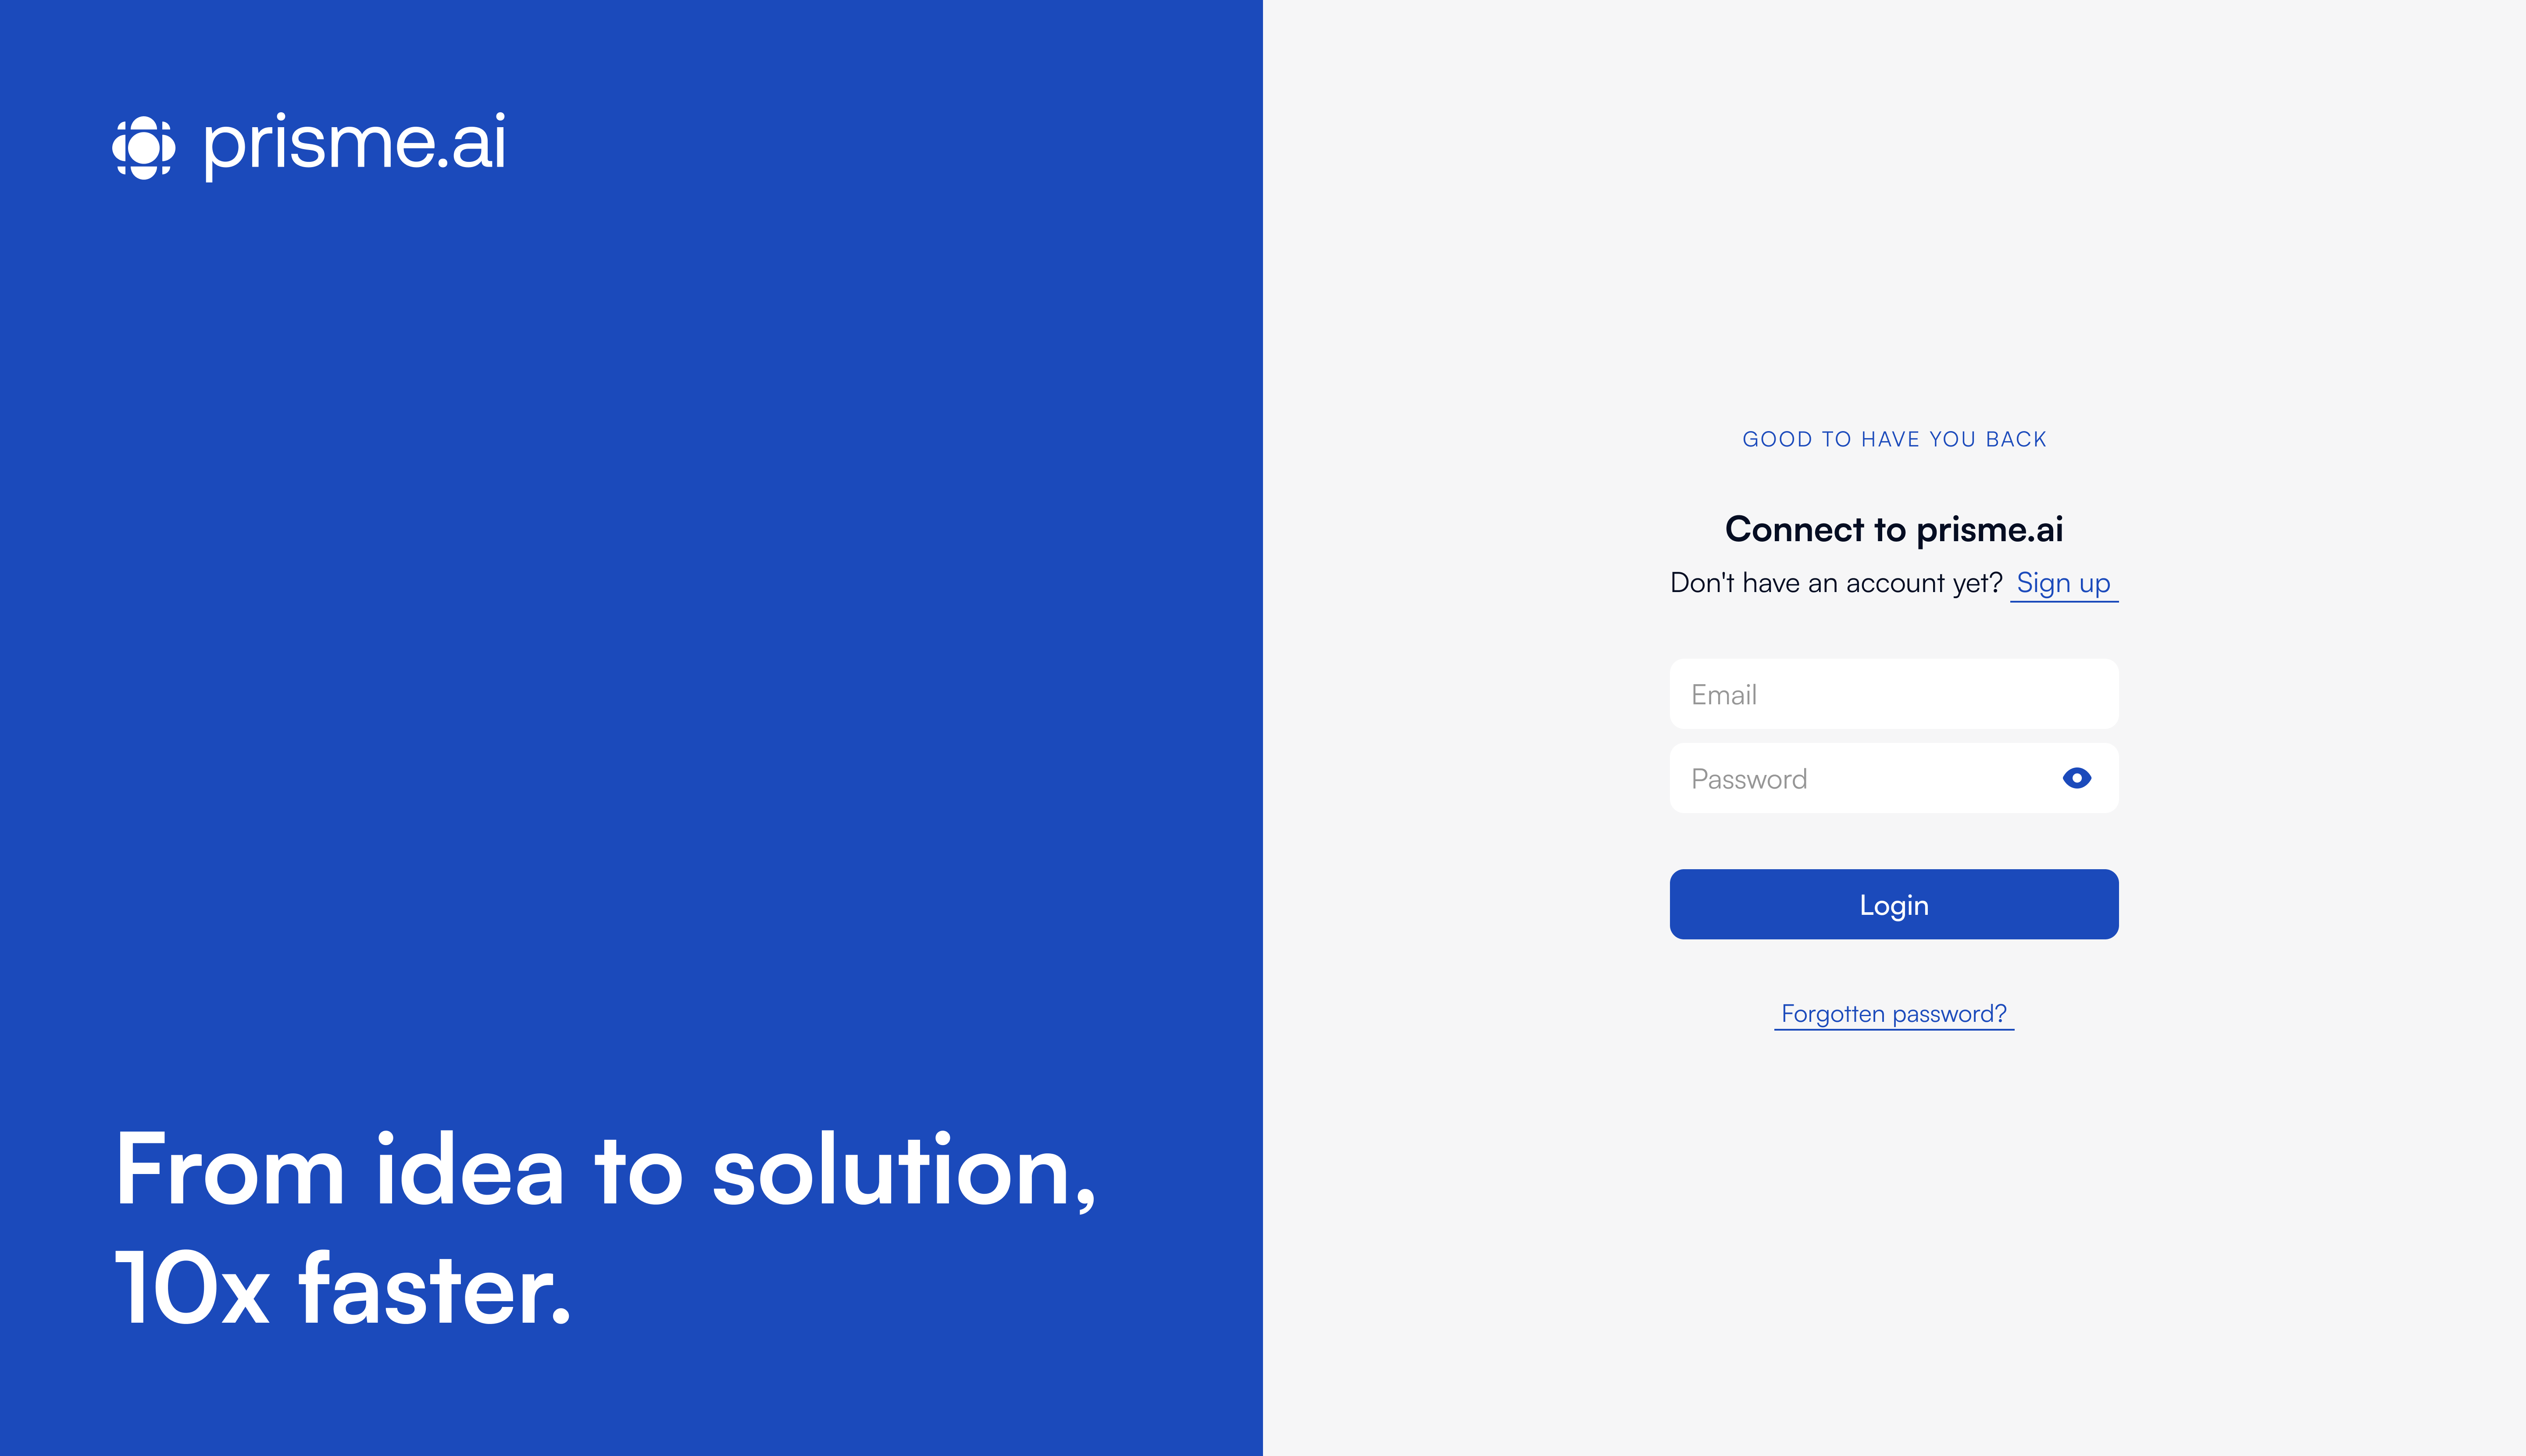 prisme.ai
From idea to solution,
10x faster.
GOOD TO HAVE YOU BACK
Connect to prisme.ai
Don't have an account yet? Sign up
Email
Password
Login
Forgotten password?